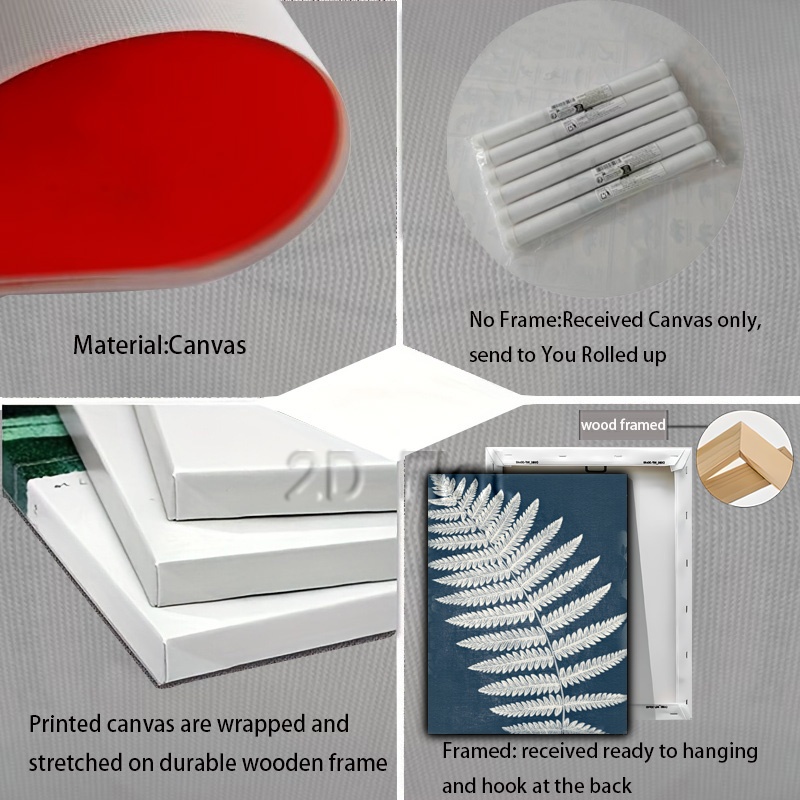 Material:Canvas
No Frame:Received Canvas only,
send to You Rolled up
2D
wood framed
Printed canvas are wrapped and
stretched on durable wooden frame
Framed: received ready to hanging
and hook at the back